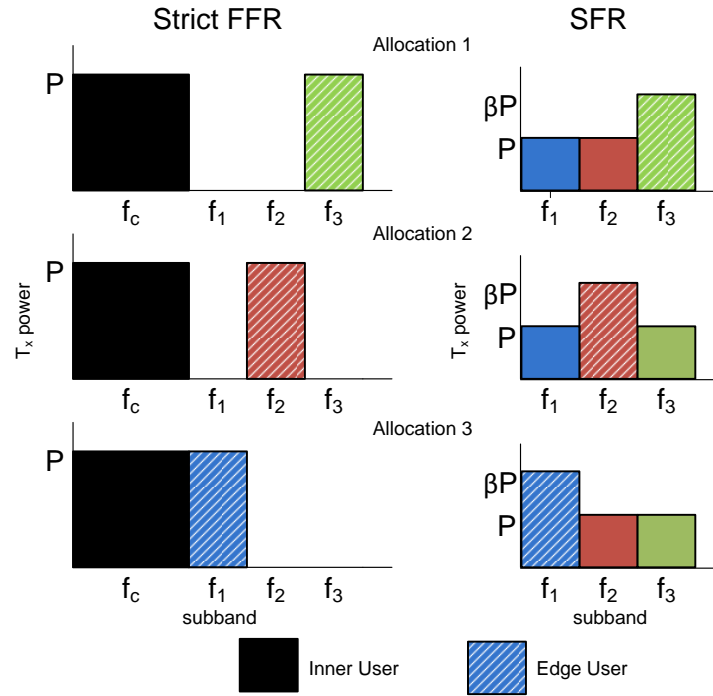 Strict FFR
SFR
Allocation 1
P
βP
P
f_c f_1 f_2 f_3
f_1 f_2 f_3
Allocation 2
T_x power
P
T_x power
βP
P
f_c f_1 f_2 f_3
f_1 f_2 f_3
Allocation 3
P
βP
P
f_c f_1 f_2 f_3
f_1 f_2 f_3
subband
subband
Inner User
Edge User